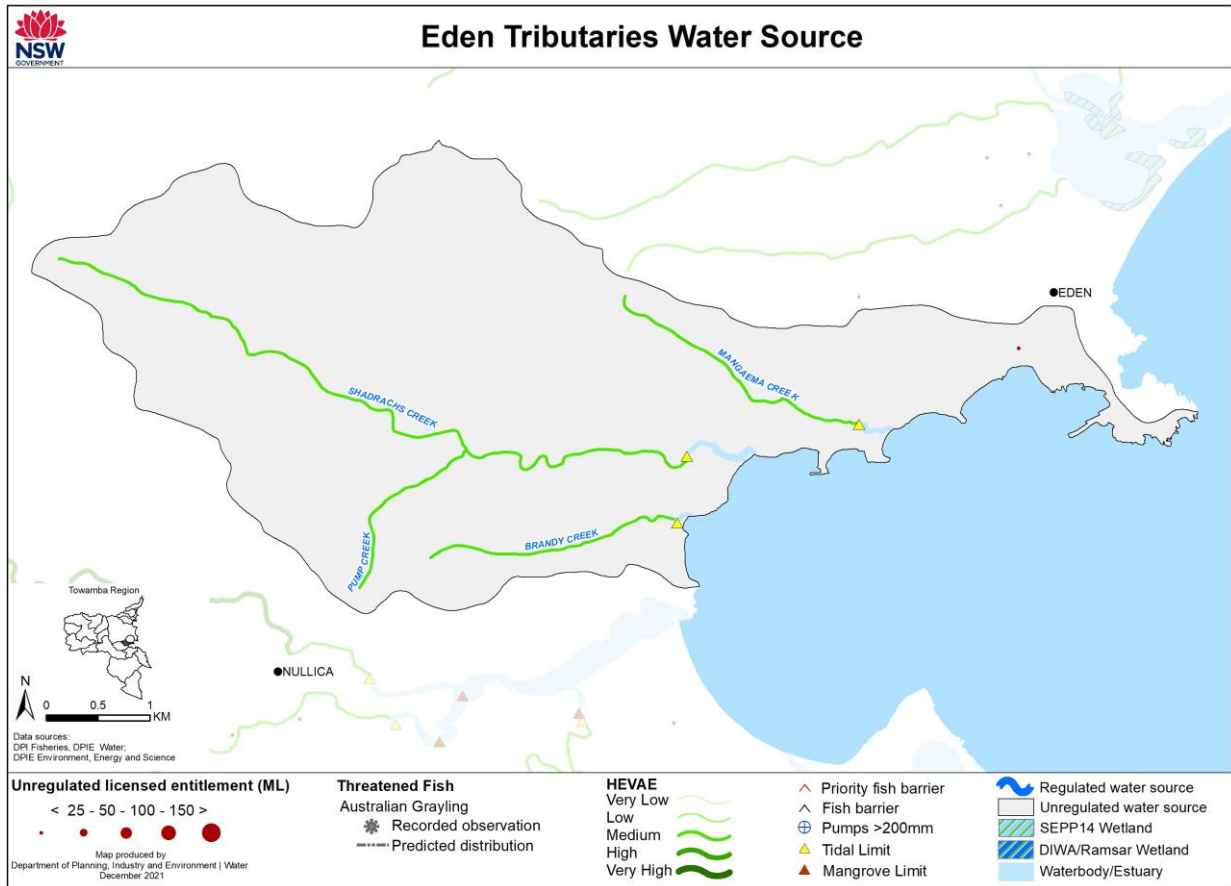 NSW
GOVERNMENT
Eden Tributaries Water Source
EDEN
MANGAEMA CREEK
SHADRACHS CREEK
BRANDY CREEK
PUMP CREEK
Towamba Region
NULLICA
N
0 0.5 1
KM
Data sources:
DPI Fisheries, DPIE Water;
DPIE Environment, Energy and Science
Unregulated licensed entitlement (ML)
< 25 - 50 - 100 - 150 >
Map produced by
Department of Planning, Industry and Environment | Water
December 2021
Threatened Fish
Australian Grayling
Recorded observation
Predicted distribution
HEVAE
Very Low
Low
Medium
High
Very High
Priority fish barrier
Fish barrier
Pumps >200mm
Tidal Limit
Mangrove Limit
Regulated water source
Unregulated water source
SEPP14 Wetland
DIWA/Ramsar Wetland
Waterbody/Estuary